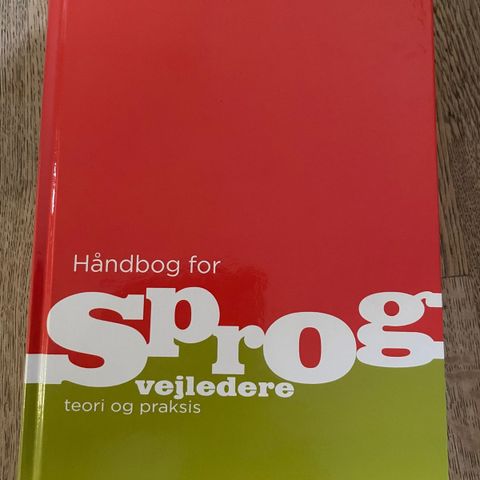 Håndbog for
Sprog
vejledere
teori og praksis